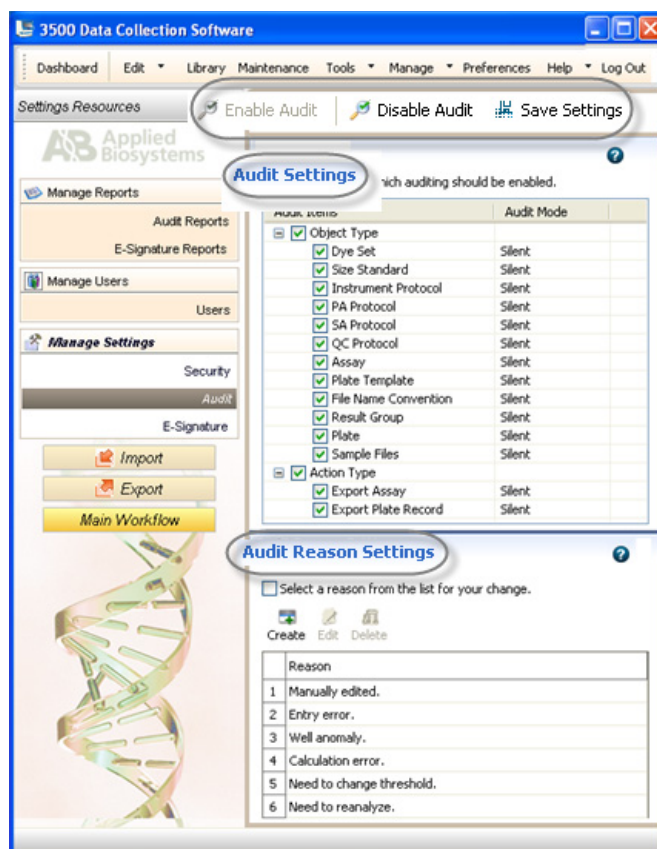 3500 Data Collection Software
Dashboard Edit Library Maintenance Tools Manage Preferences Help Log Out
Settings Resources
Enable Audit Disable Audit Save Settings
AB Applied
Biosystems
Audit Settings
which auditing should be enabled.
Manage Reports
Audit Reports
E-Signature Reports
Manage Users
Users
Manage Settings
Security
Audit
E-Signature
Import
Export
Main Workflow
Audit Items Audit Mode
Object Type
Dye Set Silent
Size Standard Silent
Instrument Protocol Silent
PA Protocol Silent
SA Protocol Silent
QC Protocol Silent
Assay Silent
Plate Template Silent
File Name Convention Silent
Result Group Silent
Plate Silent
Sample Files Silent
Action Type
Export Assay Silent
Export Plate Record Silent
Audit Reason Settings
Select a reason from the list for your change.
Create Edit Delete
Reason
1 Manually edited.
2 Entry error.
3 Well anomaly.
4 Calculation error.
5 Need to change threshold.
6 Need to reanalyze.